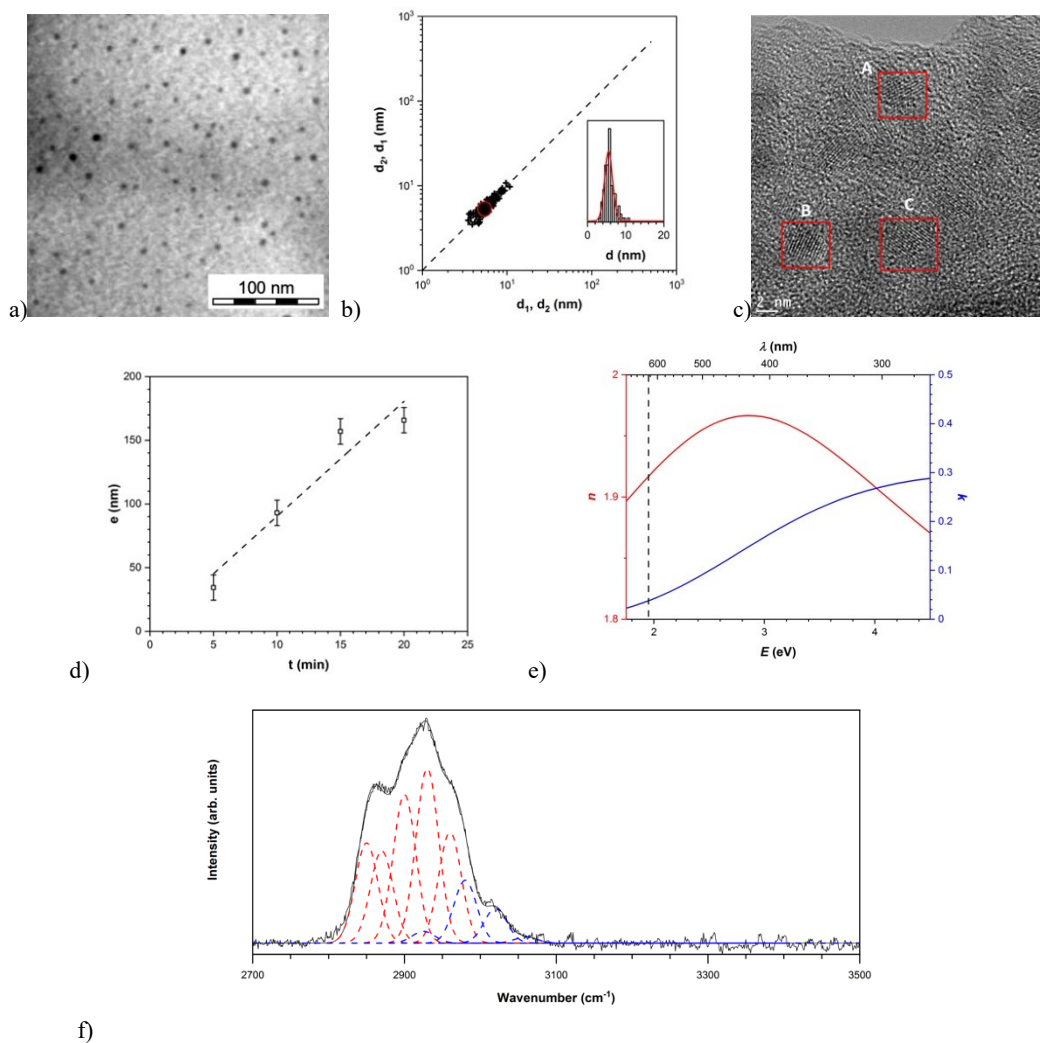 100 nm
a)
10³
10²
10¹
10⁰
d₂, d₁ (nm)
0 10 20
d (nm)
10⁰ 10¹ 10² 10³
d₁, d₂ (nm)
b)
A
B
C
2 nm
c)
200
150
100
50
0
e (nm)
0 5 10 15 20 25
t (min)
d)
λ (nm)
600 500 400 300
2
1.9
1.8
n
0.5
0.4
0.3
0.2
0.1
0
k
2 3 4
E (eV)
e)
Intensity (arb. units)
2700 2900 3100 3300 3500
Wavenumber (cm⁻¹)
f)